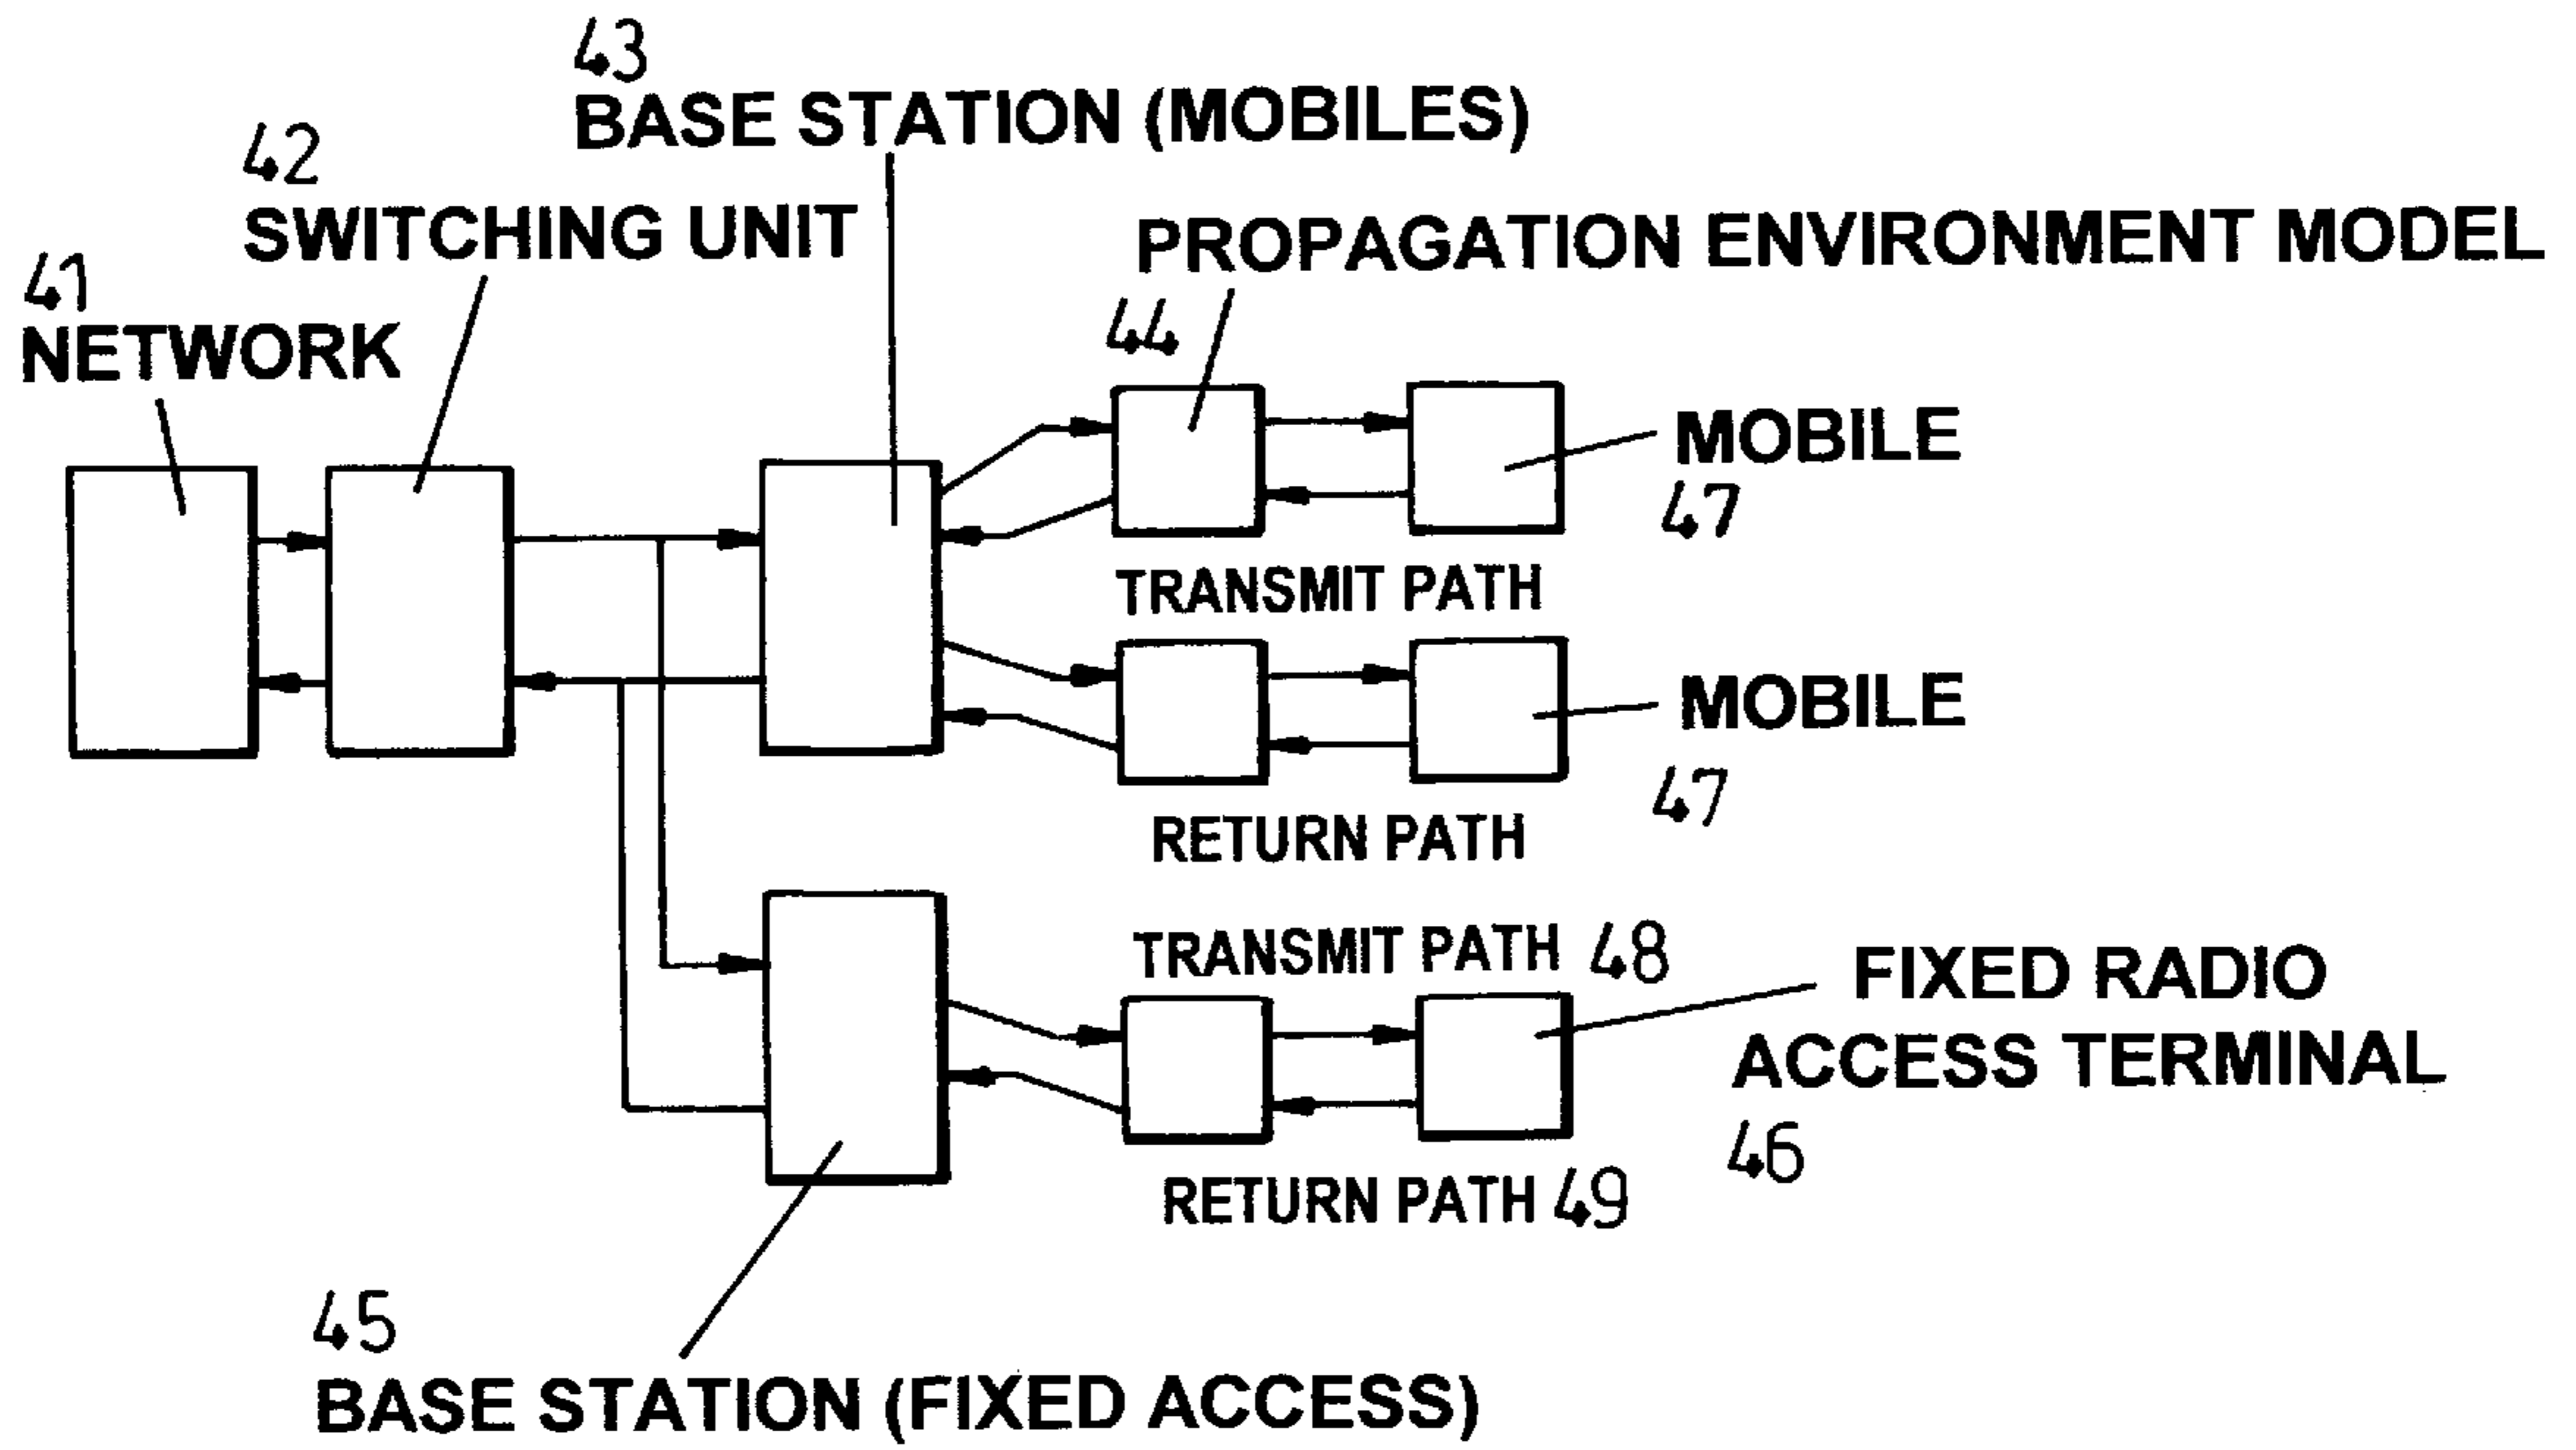 43
BASE STATION (MOBILES)
42
SWITCHING UNIT
PROPAGATION ENVIRONMENT MODEL
41
NETWORK
44
MOBILE
47
TRANSMIT PATH
MOBILE
47
RETURN PATH
TRANSMIT PATH 48
FIXED RADIO
ACCESS TERMINAL
46
RETURN PATH 49
45
BASE STATION (FIXED ACCESS)